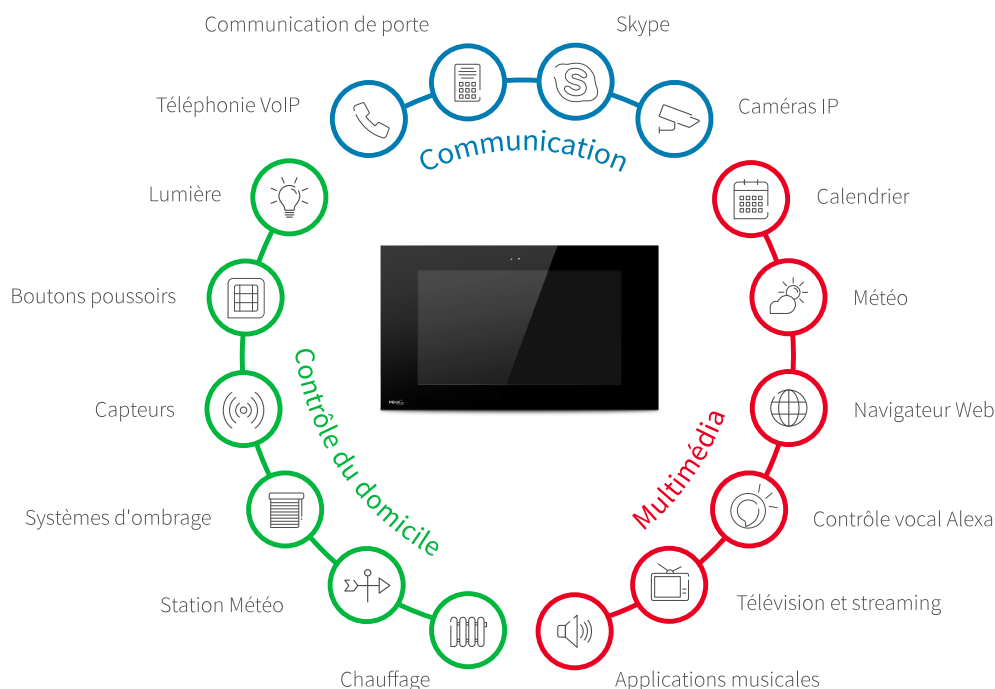 Communication de porte
Skype
Téléphonie VoIP
Caméras IP
Communication
Lumière
Calendrier
Boutons poussoirs
Météo
Capteurs
Contrôle du domicile
Multimédia
Navigateur Web
Systèmes d'ombrage
Contrôle vocal Alexa
Station Météo
Télévision et streaming
Chauffage
Applications musicales